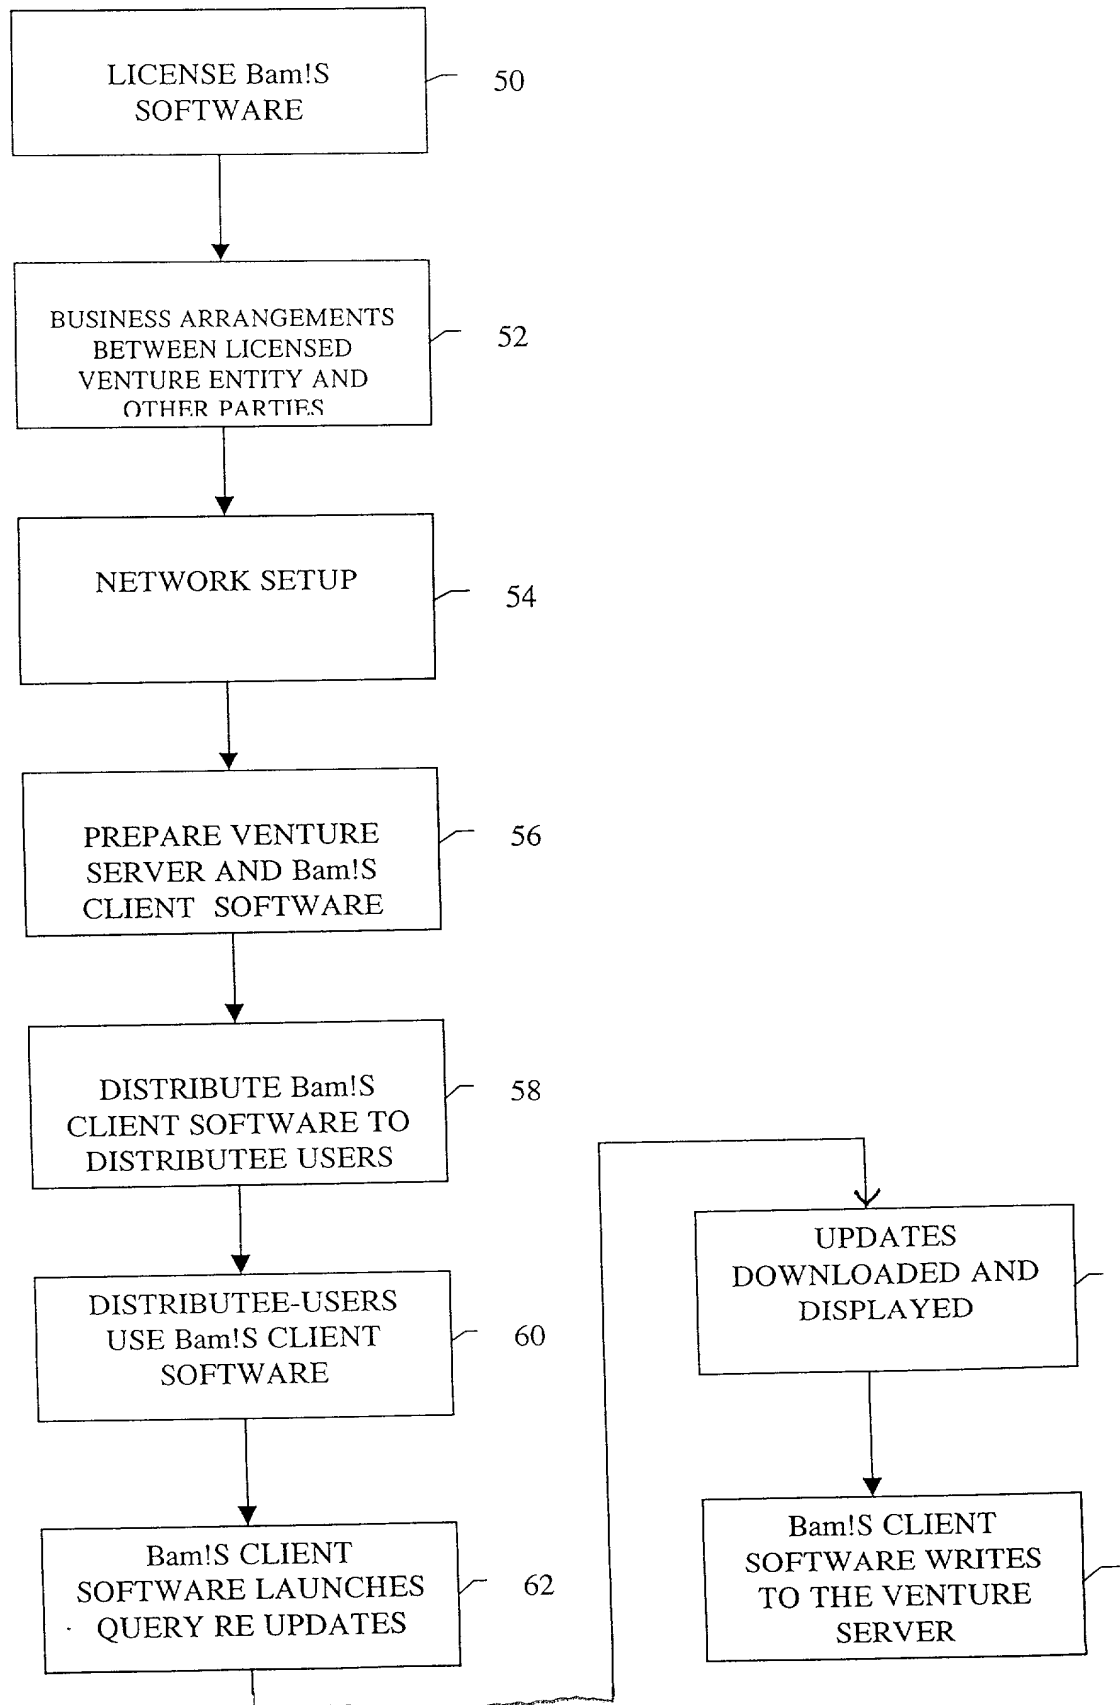 LICENSE Bam!S
SOFTWARE
50
BUSINESS ARRANGEMENTS
BETWEEN LICENSED
VENTURE ENTITY AND
OTHER PARTIES
52
NETWORK SETUP
54
PREPARE VENTURE
SERVER AND Bam!S
CLIENT SOFTWARE
56
DISTRIBUTE Bam!S
CLIENT SOFTWARE TO
DISTRIBUTEE USERS
58
DISTRIBUTEE-USERS
USE Bam!S CLIENT
SOFTWARE
60
Bam!S CLIENT
SOFTWARE LAUNCHES
QUERY RE UPDATES
62
UPDATES
DOWNLOADED AND
DISPLAYED
Bam!S CLIENT
SOFTWARE WRITES
TO THE VENTURE
SERVER